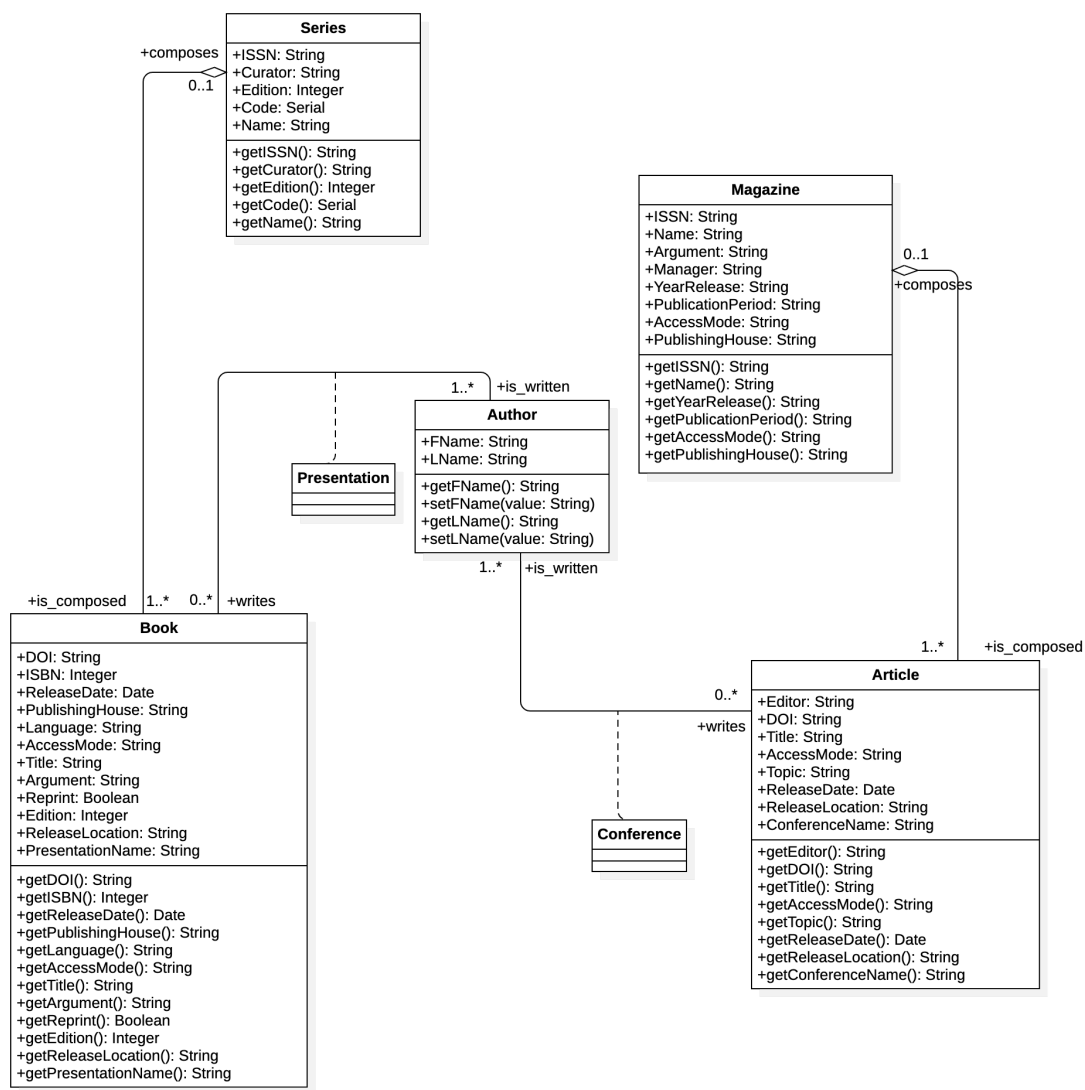 Series
+ISSN: String
+Curator: String
+Edition: Integer
+Code: Serial
+Name: String
+getISSN(): String
+getCurator(): String
+getEdition(): Integer
+getCode(): Serial
+getName(): String
+composes
0..1
Magazine
+ISSN: String
+Name: String
+Argument: String
+Manager: String
+YearRelease: String
+PublicationPeriod: String
+AccessMode: String
+PublishingHouse: String
+getISSN(): String
+getName(): String
+getYearRelease(): String
+getPublicationPeriod(): String
+getAccessMode(): String
+getPublishingHouse(): String
0..1
+composes
1..*
+is_written
Author
+FName: String
+LName: String
+getFName(): String
+setFName(value: String)
+getLName(): String
+setLName(value: String)
Presentation
1..*
+is_written
+is_composed
1..*
0..*
+writes
Book
+DOI: String
+ISBN: Integer
+ReleaseDate: Date
+PublishingHouse: String
+Language: String
+AccessMode: String
+Title: String
+Argument: String
+Reprint: Boolean
+Edition: Integer
+ReleaseLocation: String
+PresentationName: String
+getDOI(): String
+getISBN(): Integer
+getReleaseDate(): Date
+getPublishingHouse(): String
+getLanguage(): String
+getAccessMode(): String
+getTitle(): String
+getArgument(): String
+getReprint(): Boolean
+getEdition(): Integer
+getReleaseLocation(): String
+getPresentationName(): String
1..*
+is_composed
0..*
+writes
Conference
Article
+Editor: String
+DOI: String
+Title: String
+AccessMode: String
+Topic: String
+ReleaseDate: Date
+ReleaseLocation: String
+ConferenceName: String
+getEditor(): String
+getDOI(): String
+getTitle(): String
+getAccessMode(): String
+getTopic(): String
+getReleaseDate(): Date
+getReleaseLocation(): String
+getConferenceName(): String